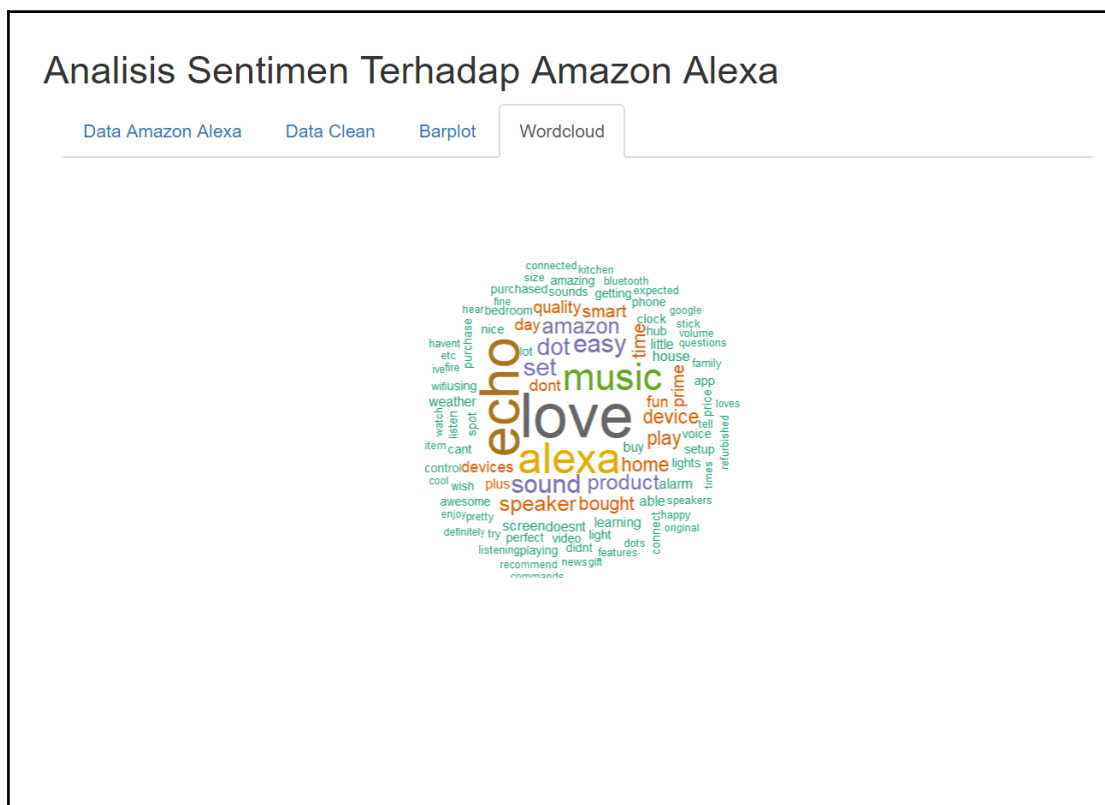 Analisis Sentimen Terhadap Amazon Alexa
Data Amazon Alexa Data Clean Barplot Wordcloud
connected kitchen
size amazing bluetooth
purchased sounds getting expected
fine phone
hear bedroom quality smart google
nice day amazon clock stick
purchase lot dot easy time hub volume
havent little questions
etc echo set house family
ive fire
wifi using dont music prime app
weather fun price loves
watch listen spot love device tell refurbished
play voice
item cant buy setup
control devices alexa home lights times
cool wish plus sound product alarm
awesome speaker bought able speakers
enjoy pretty screen doesnt learning connect happy
definitely try perfect video light original
listening playing didnt features dots
recommend news gift
commands